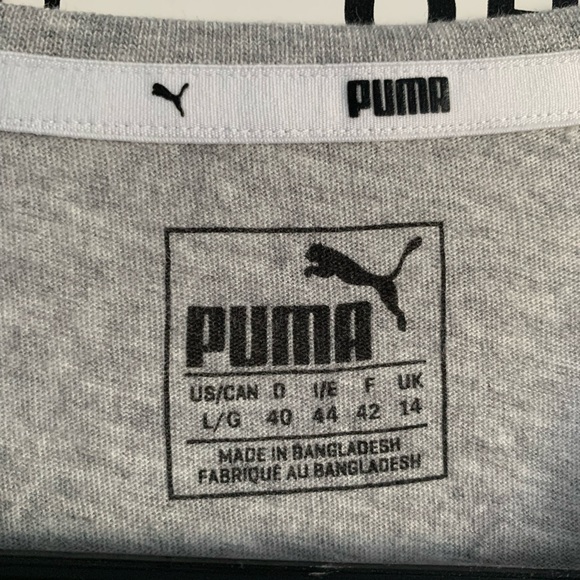 PUMA
PUMA
US/CAN D I/E F UK
L/G 40 44 42 14
MADE IN BANGLADESH
FABRIQUÉ AU BANGLADESH